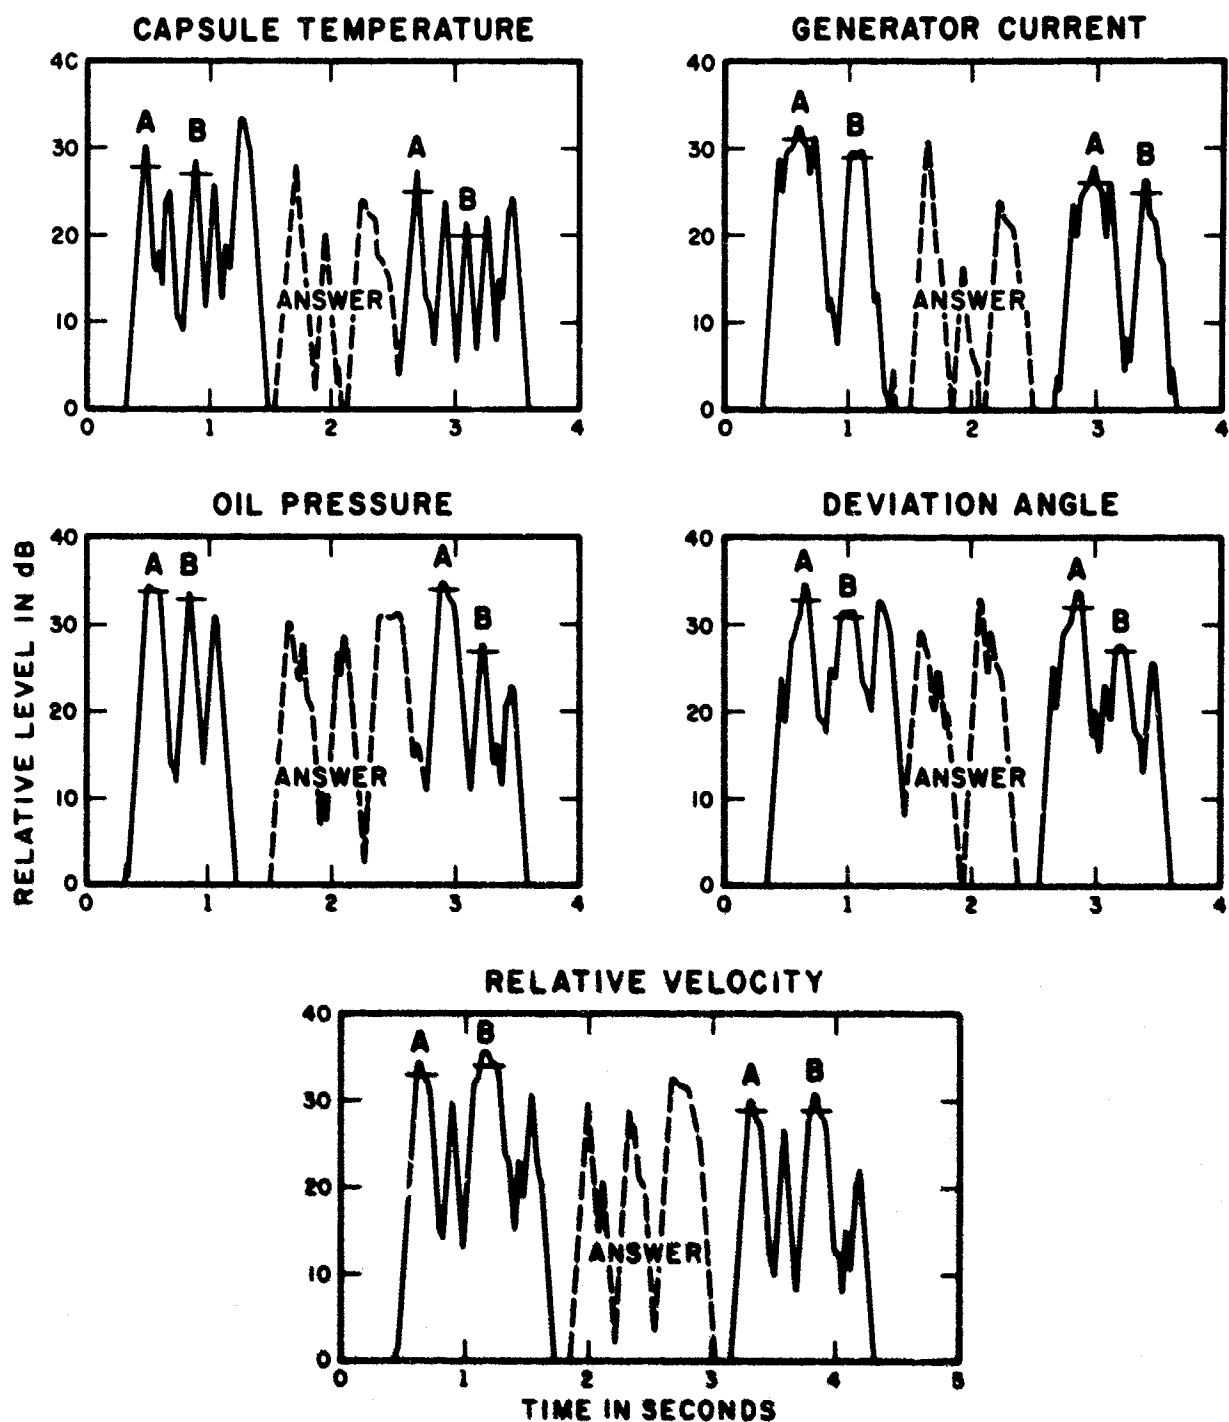 CAPSULE TEMPERATURE
GENERATOR CURRENT
4C
30
20
10
0
A B A B
ANSWER
0 1 2 3 4
40
30
20
10
0
A B A B
ANSWER
0 1 2 3 4
OIL PRESSURE
DEVIATION ANGLE
RELATIVE LEVEL IN dB
40
30
20
10
0
A B A B
ANSWER
0 1 2 3 4
40
30
20
10
0
A B A B
ANSWER
0 1 2 3 4
RELATIVE VELOCITY
40
30
20
10
0
A B A B
ANSWER
0 1 2 3 4 5
TIME IN SECONDS